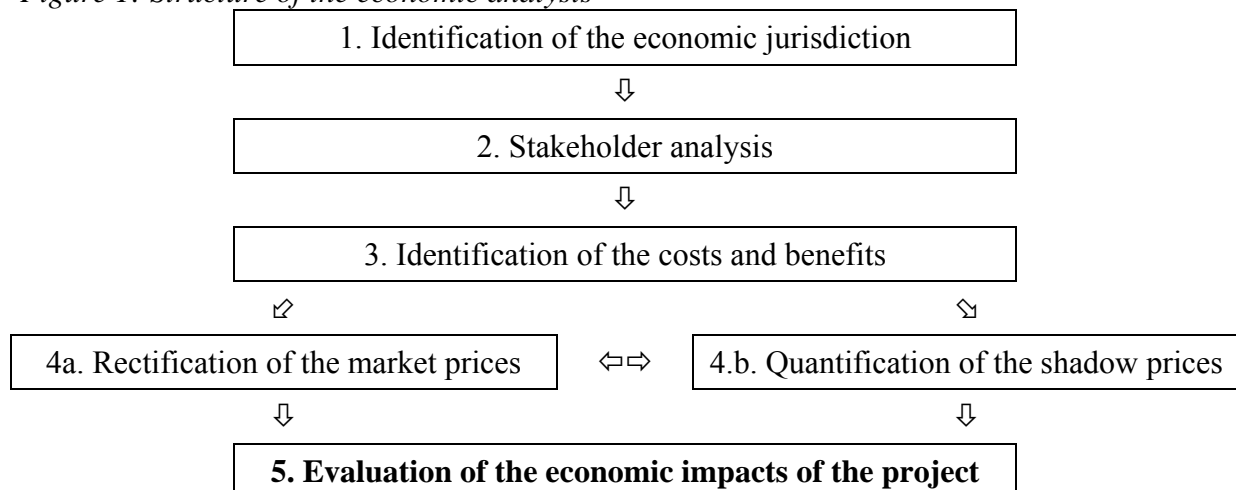 Figure 1: Structure of the economic analysis
1. Identification of the economic jurisdiction
⇩
2. Stakeholder analysis
⇩
3. Identification of the costs and benefits
4a. Rectification of the market prices ⇦⇨ 4.b. Quantification of the shadow prices
⇩ ⇩
5. Evaluation of the economic impacts of the project